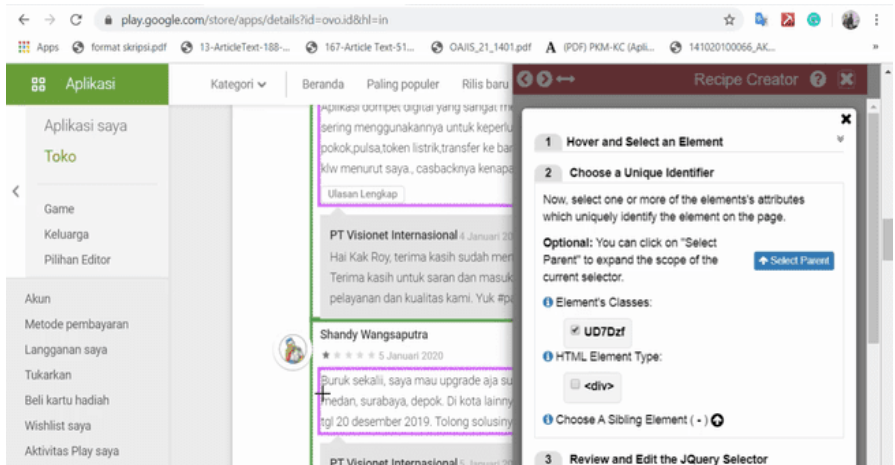 play.google.com/store/apps/details?id=ovo.id&hl=in
Apps format skripsi.pdf 13-ArticleText-188-... 167-Article Text-51... OAJIS_21_1401.pdf (PDF) PKM-KC (Apli... 141020100066_AK... »
Aplikasi Kategori Beranda Paling populer Rilis baru
Recipe Creator
Aplikasi saya
Toko
Game
Keluarga
Pilihan Editor
Akun
Metode pembayaran
Langganan saya
Tukarkan
Beli kartu hadiah
Wishlist saya
Aktivitas Play saya
Aplikasi dompet digital yang sangat
sering menggunakannya untuk keperlu
pokok,pulsa,token listrik,transfer ke ban
klw menurut saya., casbacknya kenapa
Ulasan Lengkap
PT Visionet Internasional 4 Januari 20
Hai Kak Roy, terima kasih sudah men
Terima kasih untuk saran dan masuk
pelayanan dan kualitas kami. Yuk #pa
Shandy Wangsaputra
5 Januari 2020
Buruk sekalii, saya mau upgrade aja su
medan, surabaya, depok. Di kota lainny
tgl 20 desember 2019. Tolong solusiny
PT Visionet Internasional 5 Januari 20
1 Hover and Select an Element
2 Choose a Unique Identifier
Now, select one or more of the elements's attributes
which uniquely identify the element on the page.
Optional: You can click on "Select
Parent" to expand the scope of the
current selector.
Select Parent
Element's Classes:
UD7Dzf
HTML Element Type:
<div>
Choose A Sibling Element ( - )
3 Review and Edit the JQuery Selector